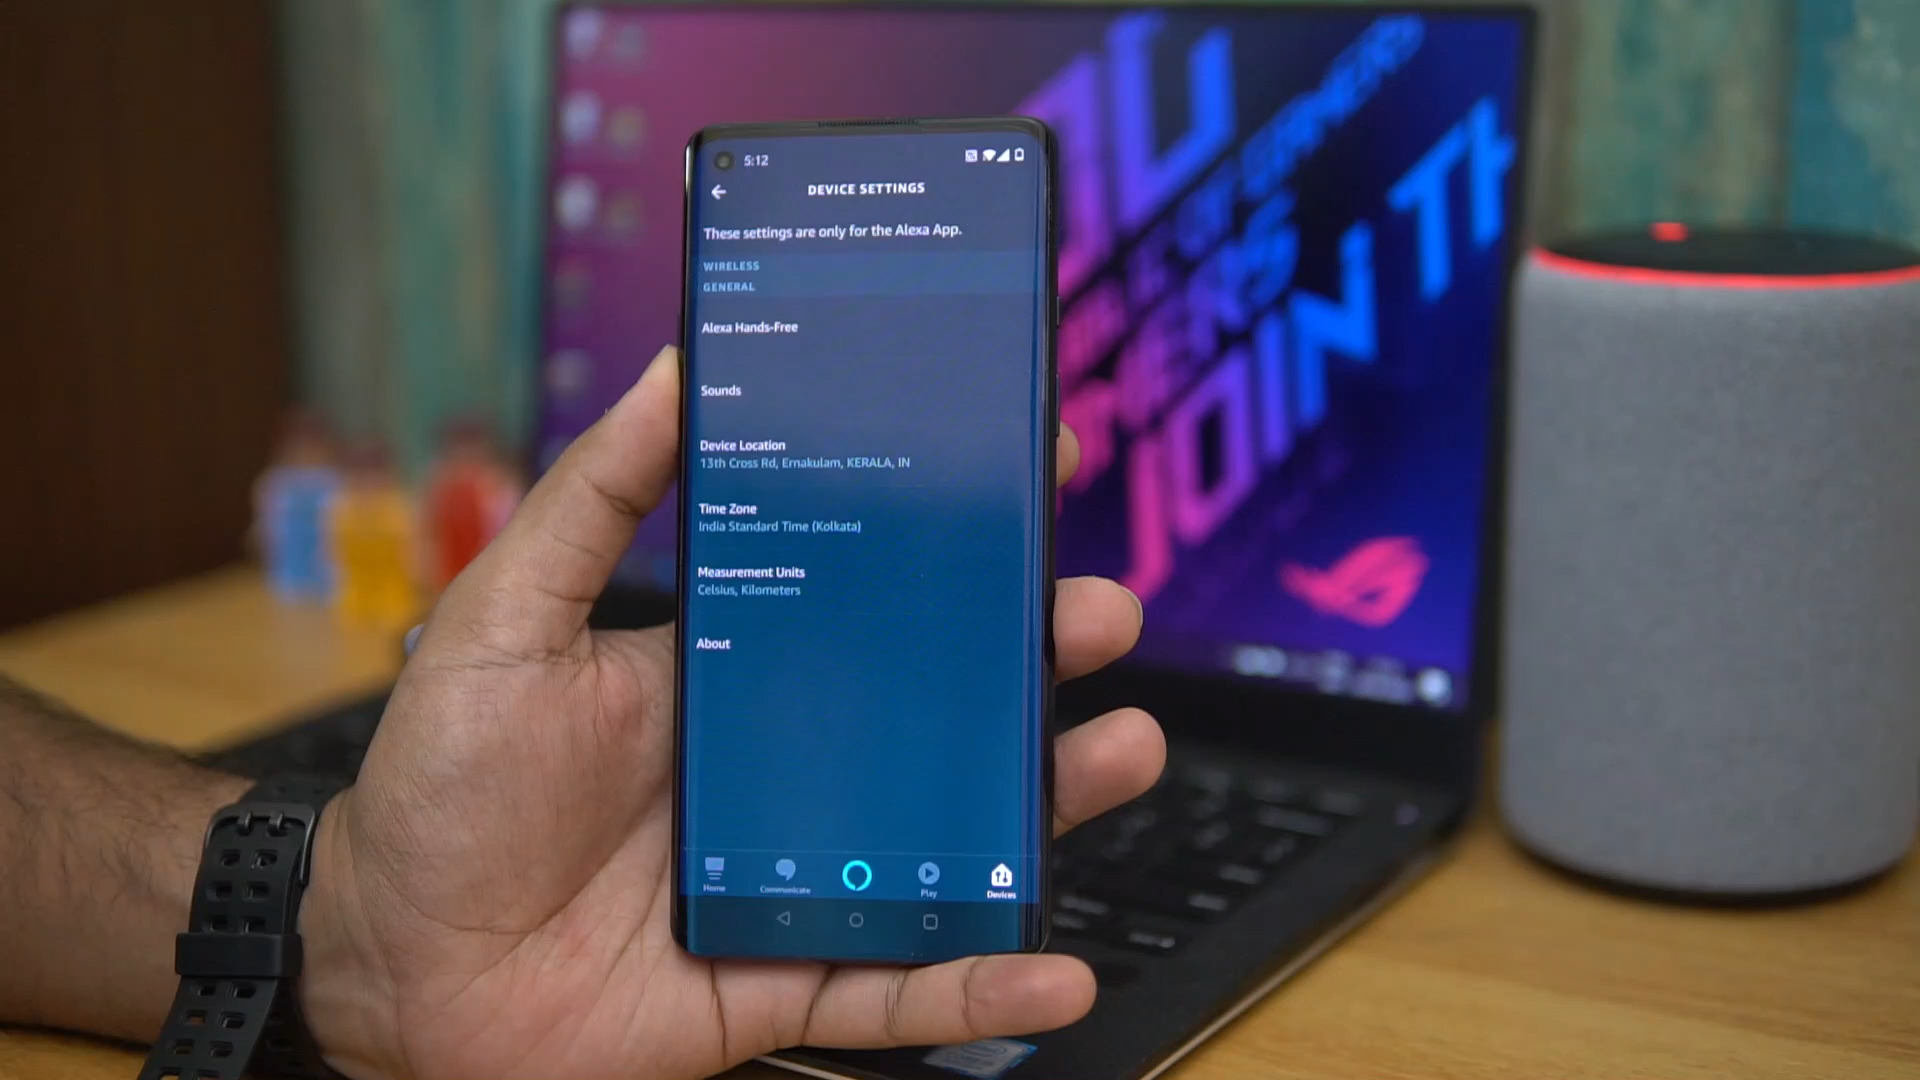 5:12
DEVICE SETTINGS
These settings are only for the Alexa App.
WIRELESS
GENERAL
Alexa Hands-Free
Sounds
Device Location
13th Cross Rd, Ernakulam, KERALA, IN
Time Zone
India Standard Time (Kolkata)
Measurement Units
Celsius, Kilometers
About
Home
Communicate
Play
Devices
JOIN TH